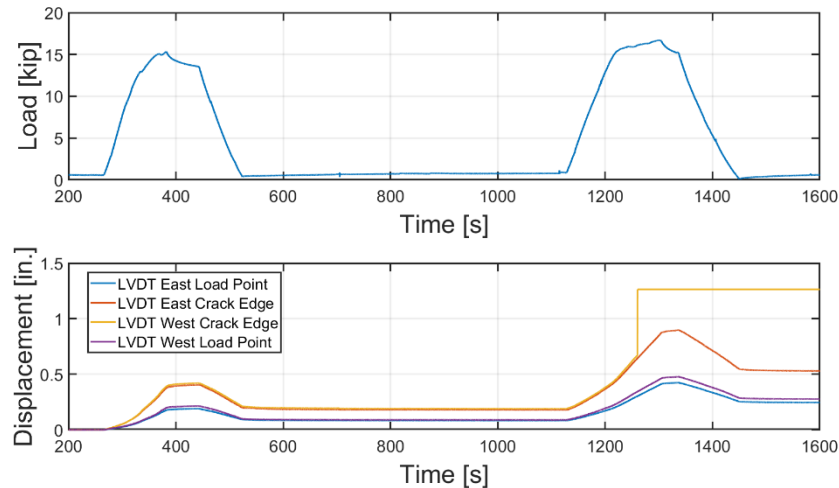 Load [kip]
20
15
10
5
0
200 400 600 800 1000 1200 1400 1600
Time [s]
Displacement [in.]
1.5
1
0.5
0
LVDT East Load Point
LVDT East Crack Edge
LVDT West Crack Edge
LVDT West Load Point
200 400 600 800 1000 1200 1400 1600
Time [s]